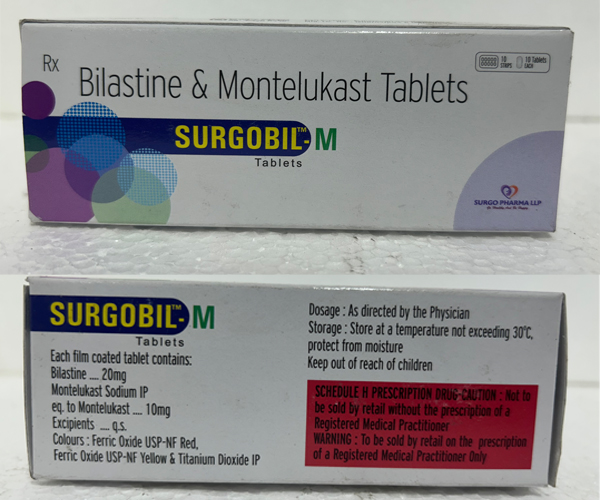 Rx
Bilastine & Montelukast Tablets
10 STRIPS
10 Tablets EACH
SURGOBIL™-M
Tablets
SURGO PHARMA LLP
SURGOBIL™-M
Tablets
Each film coated tablet contains:
Bilastine .... 20mg
Montelukast Sodium IP
eq. to Montelukast .... 10mg
Excipients .... q.s.
Colours : Ferric Oxide USP-NF Red,
Ferric Oxide USP-NF Yellow & Titanium Dioxide IP
Dosage : As directed by the Physician
Storage : Store at a temperature not exceeding 30°C,
protect from moisture
Keep out of reach of children
SCHEDULE H PRESCRIPTION DRUG-CAUTION : Not to
be sold by retail without the prescription of a
Registered Medical Practitioner
WARNING : To be sold by retail on the prescription
of a Registered Medical Practitioner Only